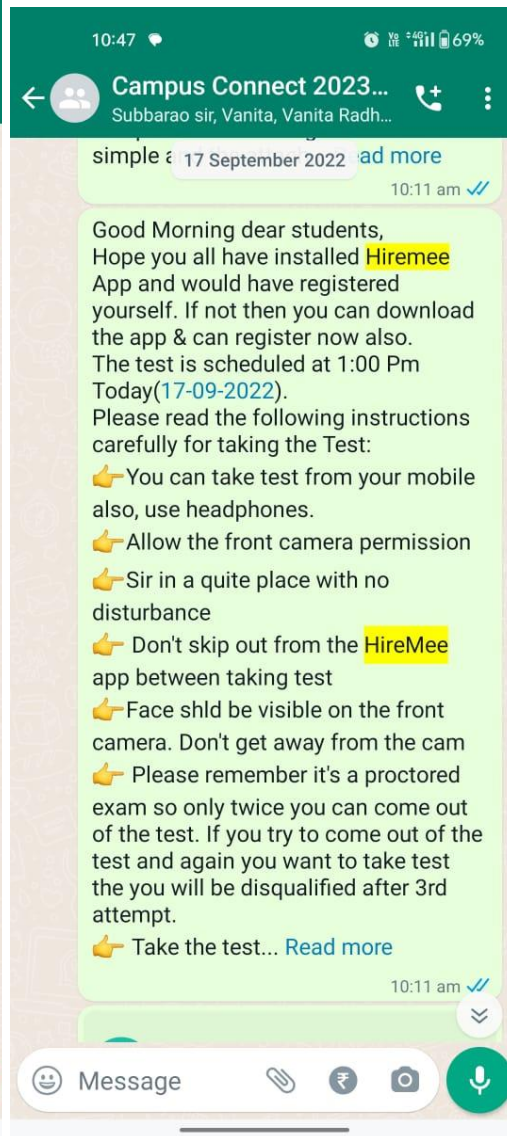 10:47
Vo LTE 4G 69%
Campus Connect 2023...
Subbarao sir, Vanita, Vanita Radh...
simple a
17 September 2022
ad more
10:11 am
Good Morning dear students,
Hope you all have installed Hiremee
App and would have registered
yourself. If not then you can download
the app & can register now also.
The test is scheduled at 1:00 Pm
Today(17-09-2022).
Please read the following instructions
carefully for taking the Test:
👉You can take test from your mobile
also, use headphones.
👉Allow the front camera permission
👉Sir in a quite place with no
disturbance
👉 Don't skip out from the HireMee
app between taking test
👉Face shld be visible on the front
camera. Don't get away from the cam
👉 Please remember it's a proctored
exam so only twice you can come out
of the test. If you try to come out of the
test and again you want to take test
the you will be disqualified after 3rd
attempt.
👉 Take the test... Read more
10:11 am
Message
₹